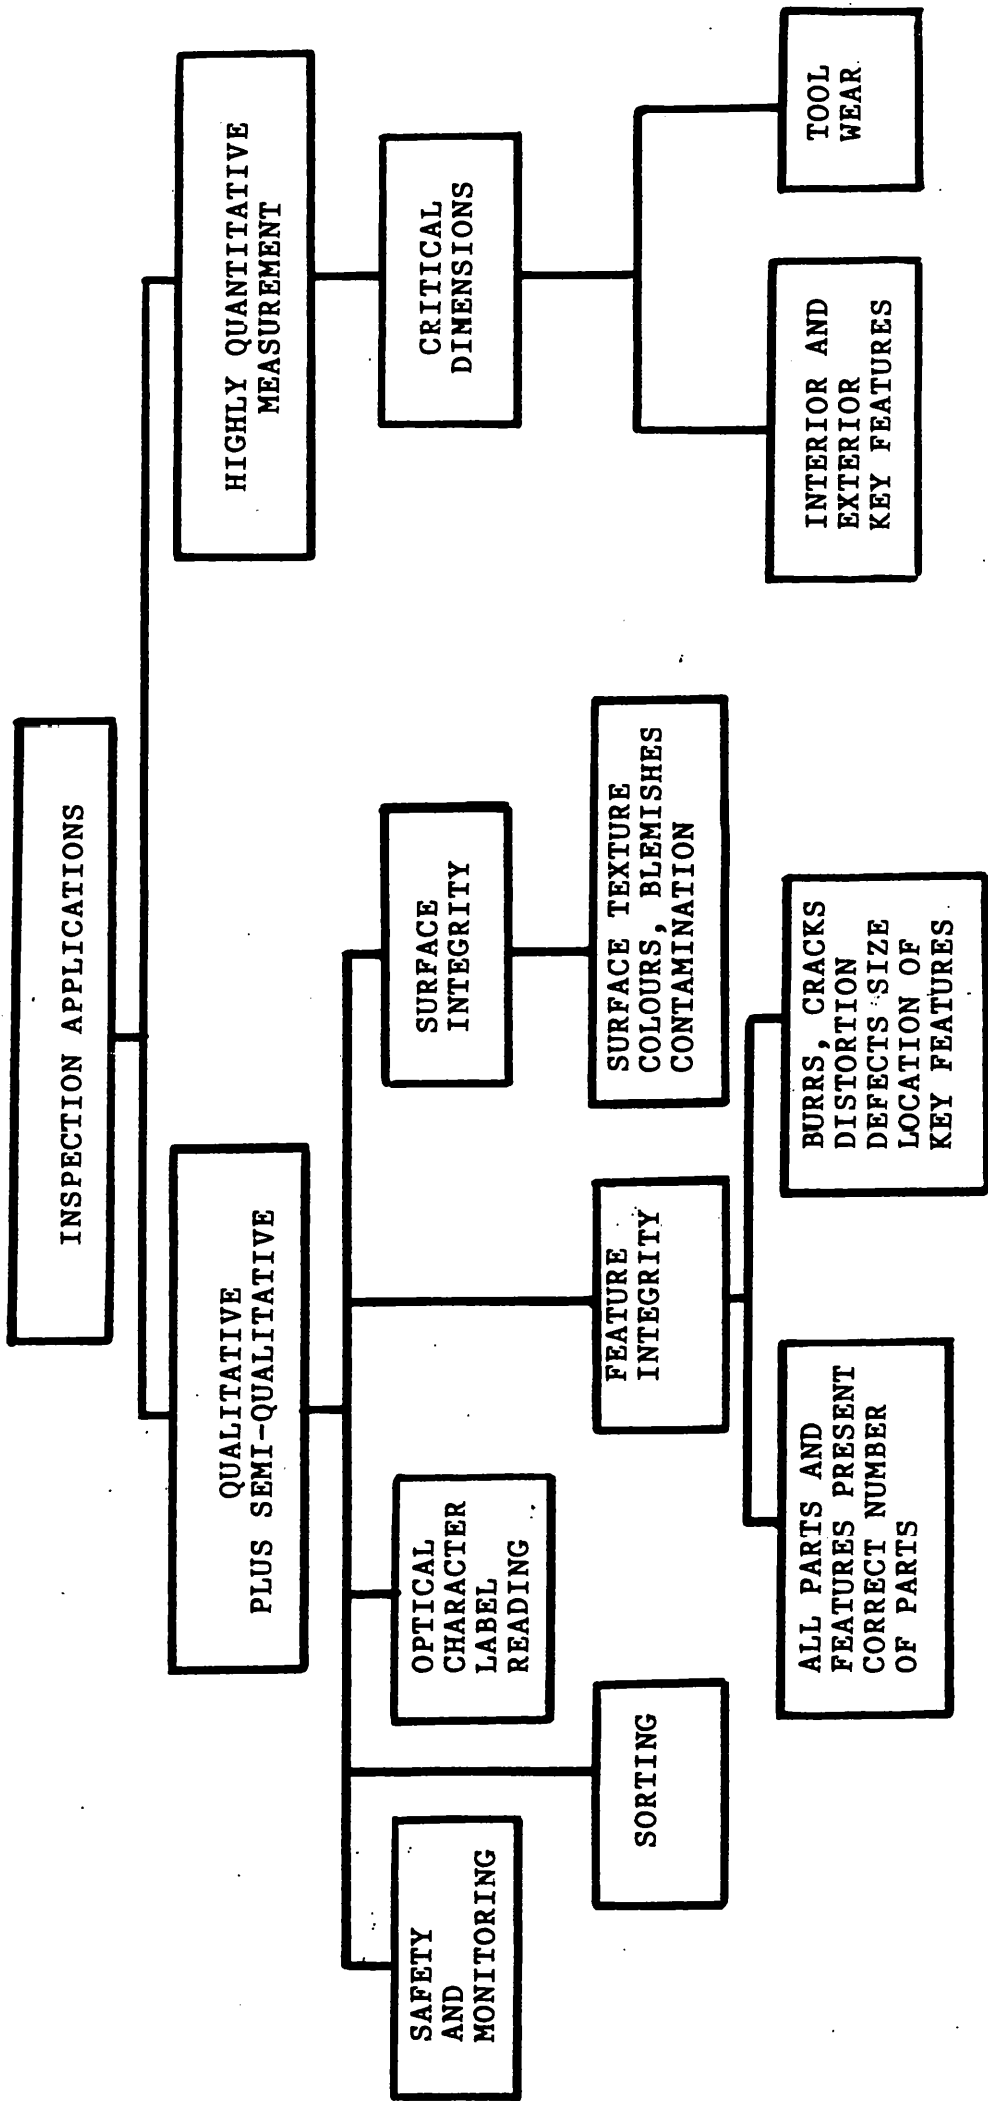 INSPECTION APPLICATIONS
QUALITATIVE
PLUS SEMI-QUALITATIVE
HIGHLY QUANTITATIVE
MEASUREMENT
SAFETY
AND
MONITORING
OPTICAL
CHARACTER
LABEL
READING
SURFACE
INTEGRITY
CRITICAL
DIMENSIONS
SORTING
FEATURE
INTEGRITY
SURFACE TEXTURE
COLOURS, BLEMISHES
CONTAMINATION
ALL PARTS AND
FEATURES PRESENT
CORRECT NUMBER
OF PARTS
BURRS, CRACKS
DISTORTION
DEFECTS SIZE
LOCATION OF
KEY FEATURES
INTERIOR AND
EXTERIOR
KEY FEATURES
TOOL
WEAR